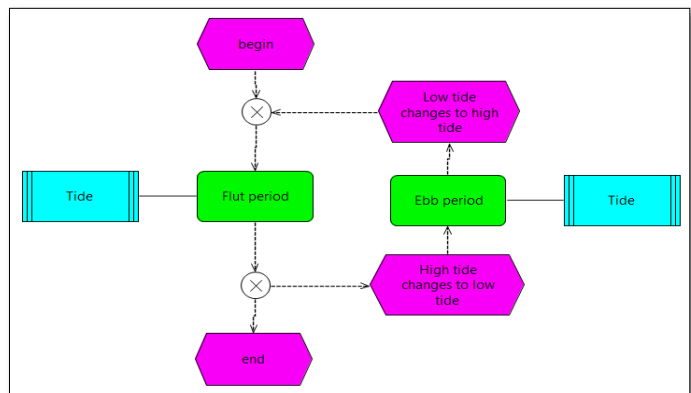 begin
Low tide
changes to high
tide
Tide
Flut period
Ebb period
Tide
High tide
changes to low
tide
end